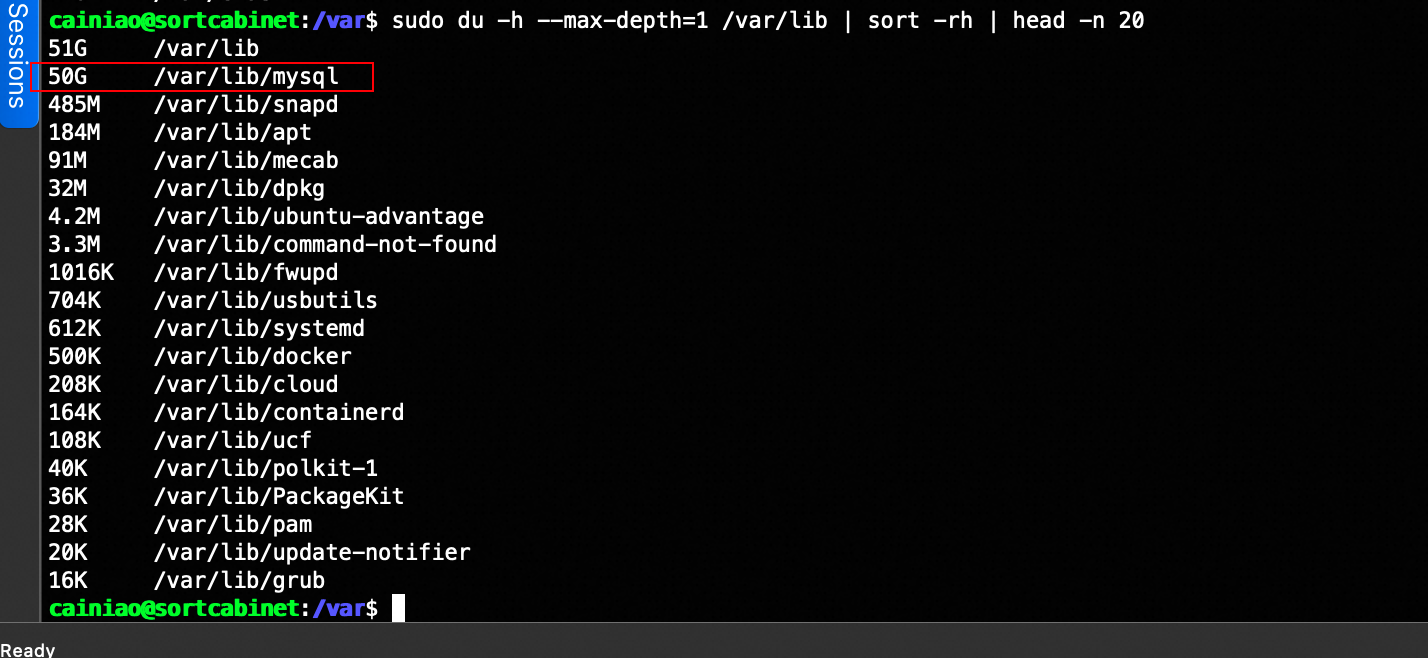 Sessions
cainiao@sortcabinet:/var$ sudo du -h --max-depth=1 /var/lib | sort -rh | head -n 20
51G /var/lib
50G /var/lib/mysql
485M /var/lib/snapd
184M /var/lib/apt
91M /var/lib/mecab
32M /var/lib/dpkg
4.2M /var/lib/ubuntu-advantage
3.3M /var/lib/command-not-found
1016K /var/lib/fwupd
704K /var/lib/usbutils
612K /var/lib/systemd
500K /var/lib/docker
208K /var/lib/cloud
164K /var/lib/containerd
108K /var/lib/ucf
40K /var/lib/polkit-1
36K /var/lib/PackageKit
28K /var/lib/pam
20K /var/lib/update-notifier
16K /var/lib/grub
cainiao@sortcabinet:/var$
Ready